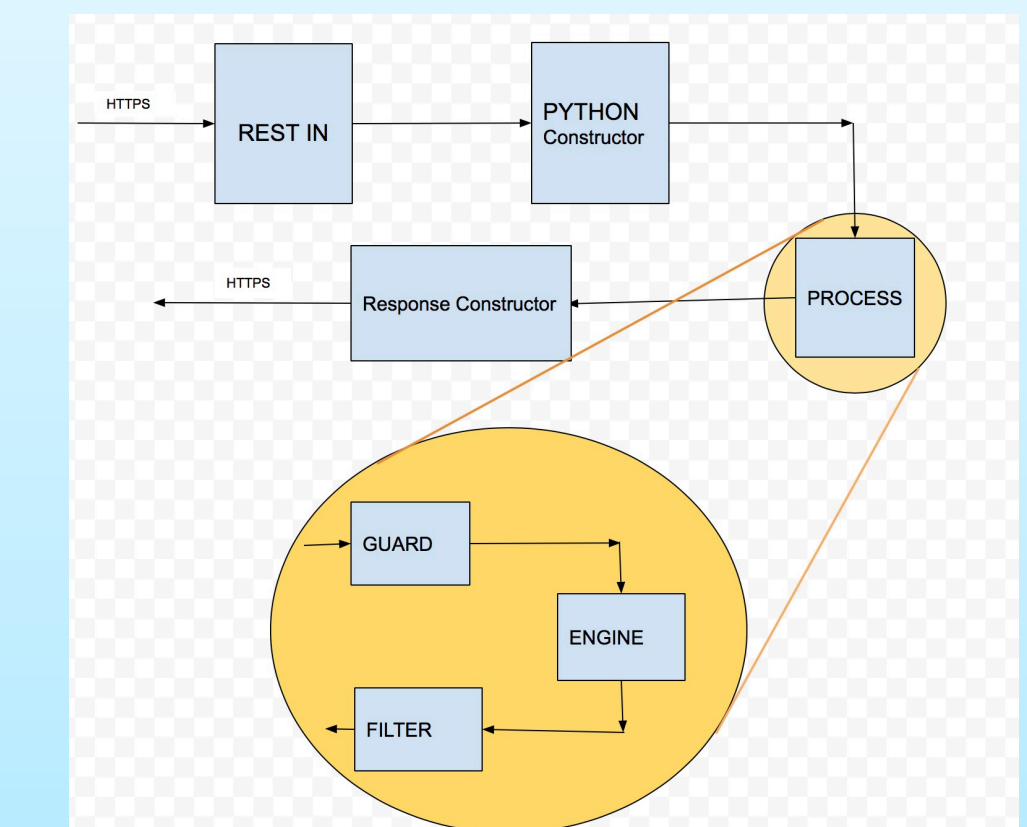 HTTPS
REST IN
PYTHON
Constructor
HTTPS
Response Constructor
PROCESS
GUARD
ENGINE
FILTER